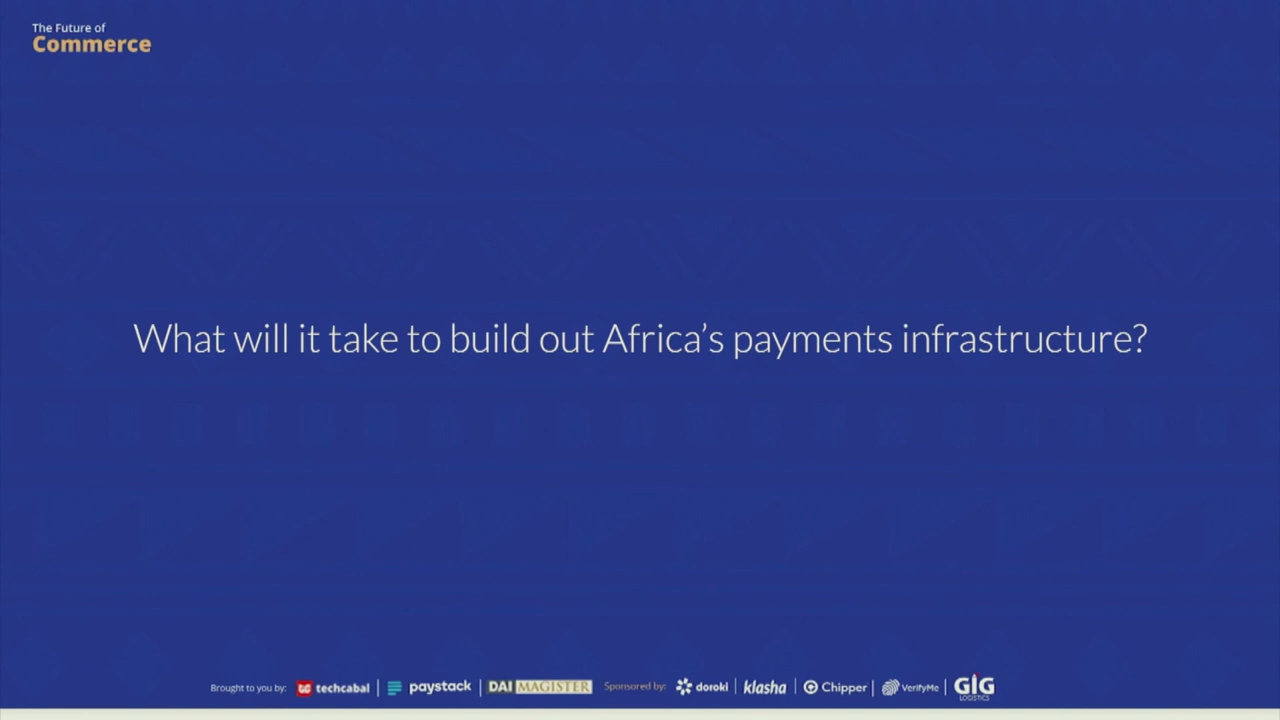 The Future of
Commerce
What will it take to build out Africa’s payments infrastructure?
Brought to you by: techcabal paystack DAI MAGISTER Sponsored by: doroki klasha Chipper VerifyMe GIG
LOGISTICS